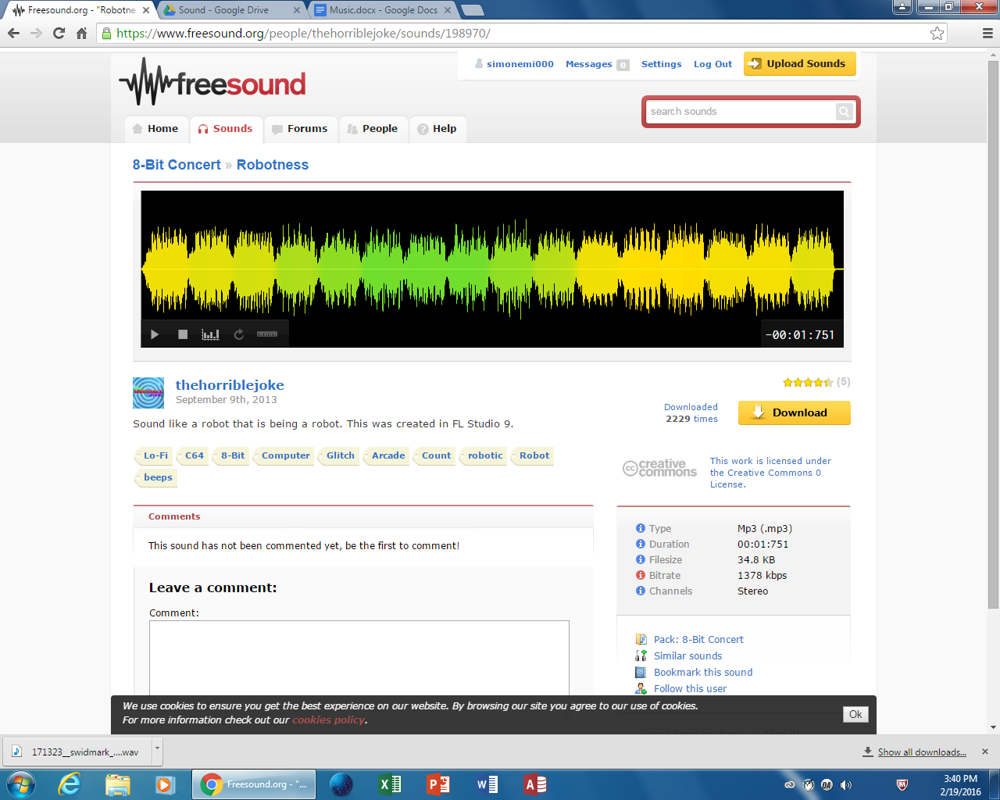 Freesound.org - "Robotne
Sound - Google Drive
Music.docx - Google Docs
https://www.freesound.org/people/thehorriblejoke/sounds/198970/
simonemi000 Messages 0 Settings Log Out Upload Sounds
freesound
search sounds
Home Sounds Forums People Help
8-Bit Concert » Robotness
-00:01:751
thehorriblejoke
September 9th, 2013
(5)
Downloaded
2229 times
Download
Sound like a robot that is being a robot. This was created in FL Studio 9.
Lo-Fi C64 8-Bit Computer Glitch Arcade Count robotic Robot
beeps
cc creative commons
This work is licensed under
the Creative Commons 0
License.
Comments
This sound has not been commented yet, be the first to comment!
Leave a comment:
Comment:
Type Mp3 (.mp3)
Duration 00:01:751
Filesize 34.8 KB
Bitrate 1378 kbps
Channels Stereo
Pack: 8-Bit Concert
Similar sounds
Bookmark this sound
Follow this user
We use cookies to ensure you get the best experience on our website. By browsing our site you agree to our use of cookies.
For more information check out our cookies policy.
Ok
171323__swidmark_....wav
Show all downloads...
Freesound.org - "...
3:40 PM
2/19/2016